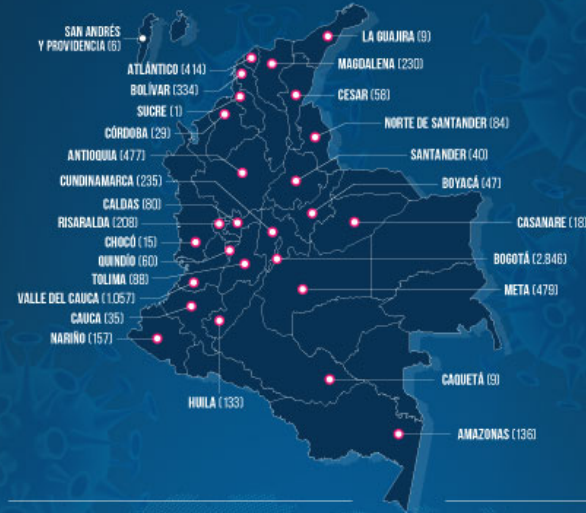 SAN ANDRÉS
Y PROVIDENCIA (6)
ATLÁNTICO (414)
BOLÍVAR (334)
SUCRE (1)
CÓRDOBA (29)
ANTIOQUIA (477)
CUNDINAMARCA (235)
CALDAS (80)
RISARALDA (208)
CHOCÓ (15)
QUINDÍO (60)
TOLIMA (88)
VALLE DEL CAUCA (1.057)
CAUCA (35)
NARIÑO (157)
HUILA (133)
LA GUAJIRA (9)
MAGDALENA (230)
CESAR (58)
NORTE DE SANTANDER (84)
SANTANDER (40)
BOYACÁ (47)
CASANARE (18)
BOGOTÁ (2.846)
META (479)
CAQUETÁ (9)
AMAZONAS (136)